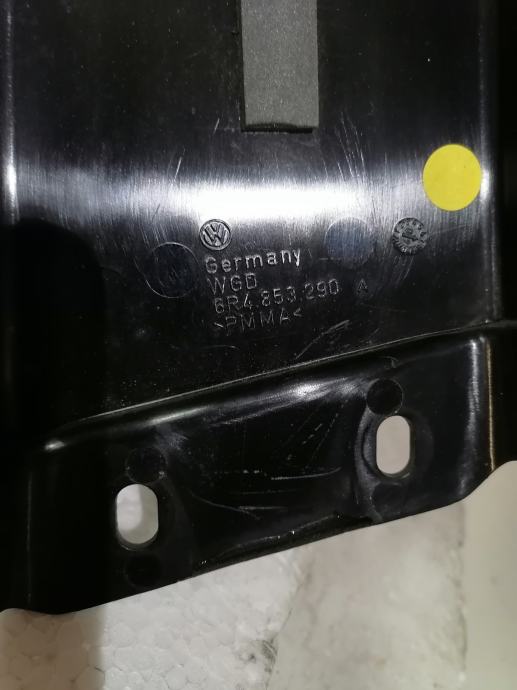 Germany
WGD
6R4.853.290 A
>PMMA<